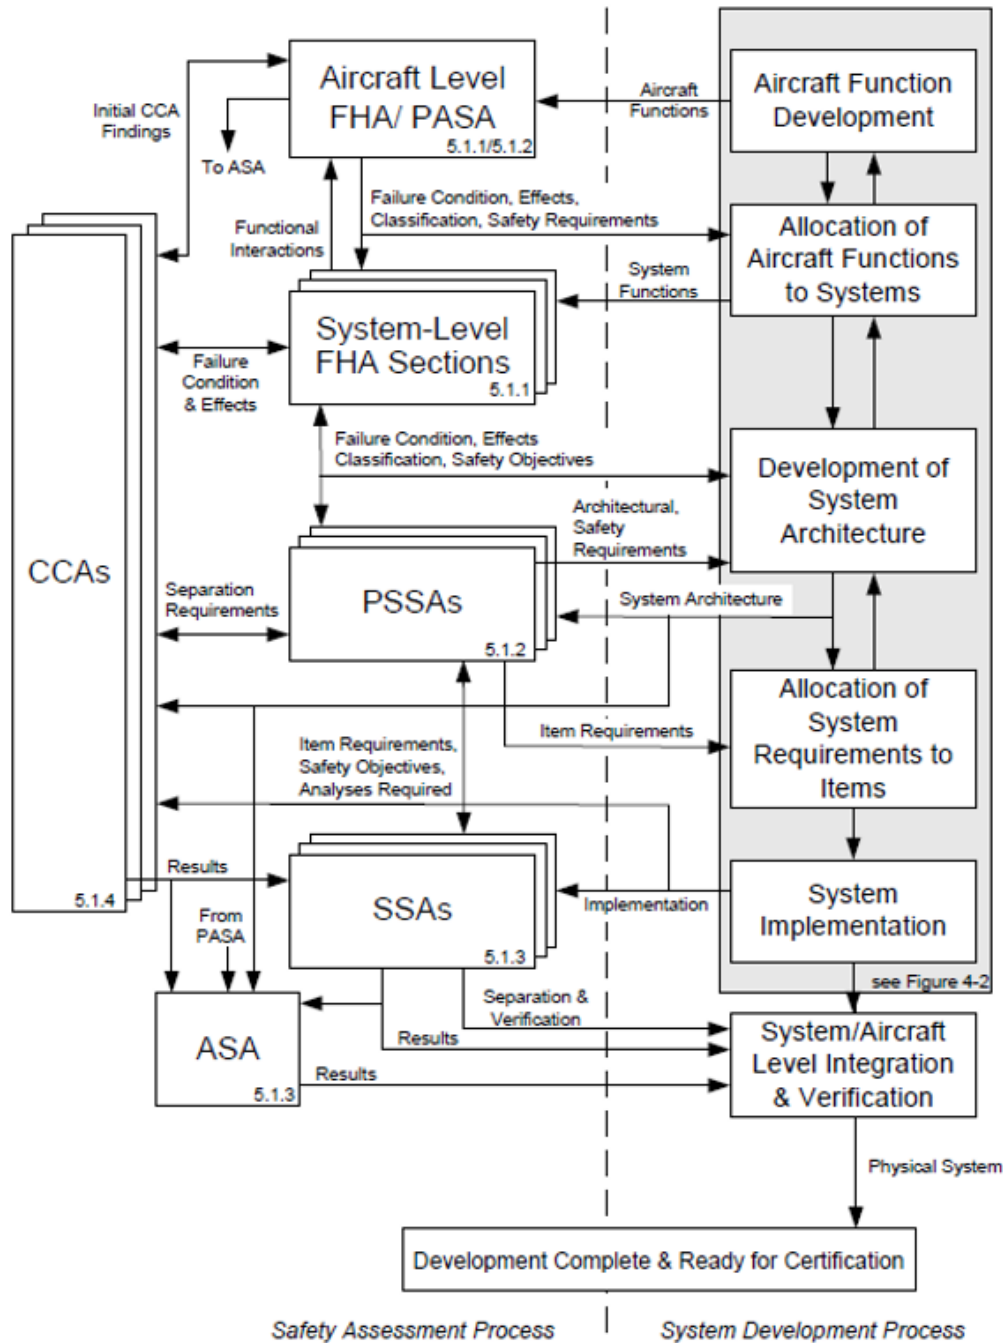 Aircraft Level
FHA/ PASA
5.1.1/5.1.2
Aircraft
Functions
Aircraft Function
Development
Initial CCA
Findings
To ASA
Functional
Interactions
Failure Condition, Effects,
Classification, Safety Requirements
Allocation of
Aircraft Functions
to Systems
System
Functions
System-Level
FHA Sections
5.1.1
Failure
Condition
& Effects
Failure Condition, Effects
Classification, Safety Objectives
Development of
System
Architecture
Architectural,
Safety
Requirements
CCAs
5.1.4
Separation
Requirements
PSSAs
5.1.2
System Architecture
Allocation of
System
Requirements to
Items
Item Requirements
Item Requirements,
Safety Objectives,
Analyses Required
Results
From
PASA
SSAs
5.1.3
Implementation
System
Implementation
see Figure 4-2
Separation &
Verification
Results
ASA
5.1.3
Results
System/Aircraft
Level Integration
& Verification
Physical System
Development Complete & Ready for Certification
Safety Assessment Process
System Development Process